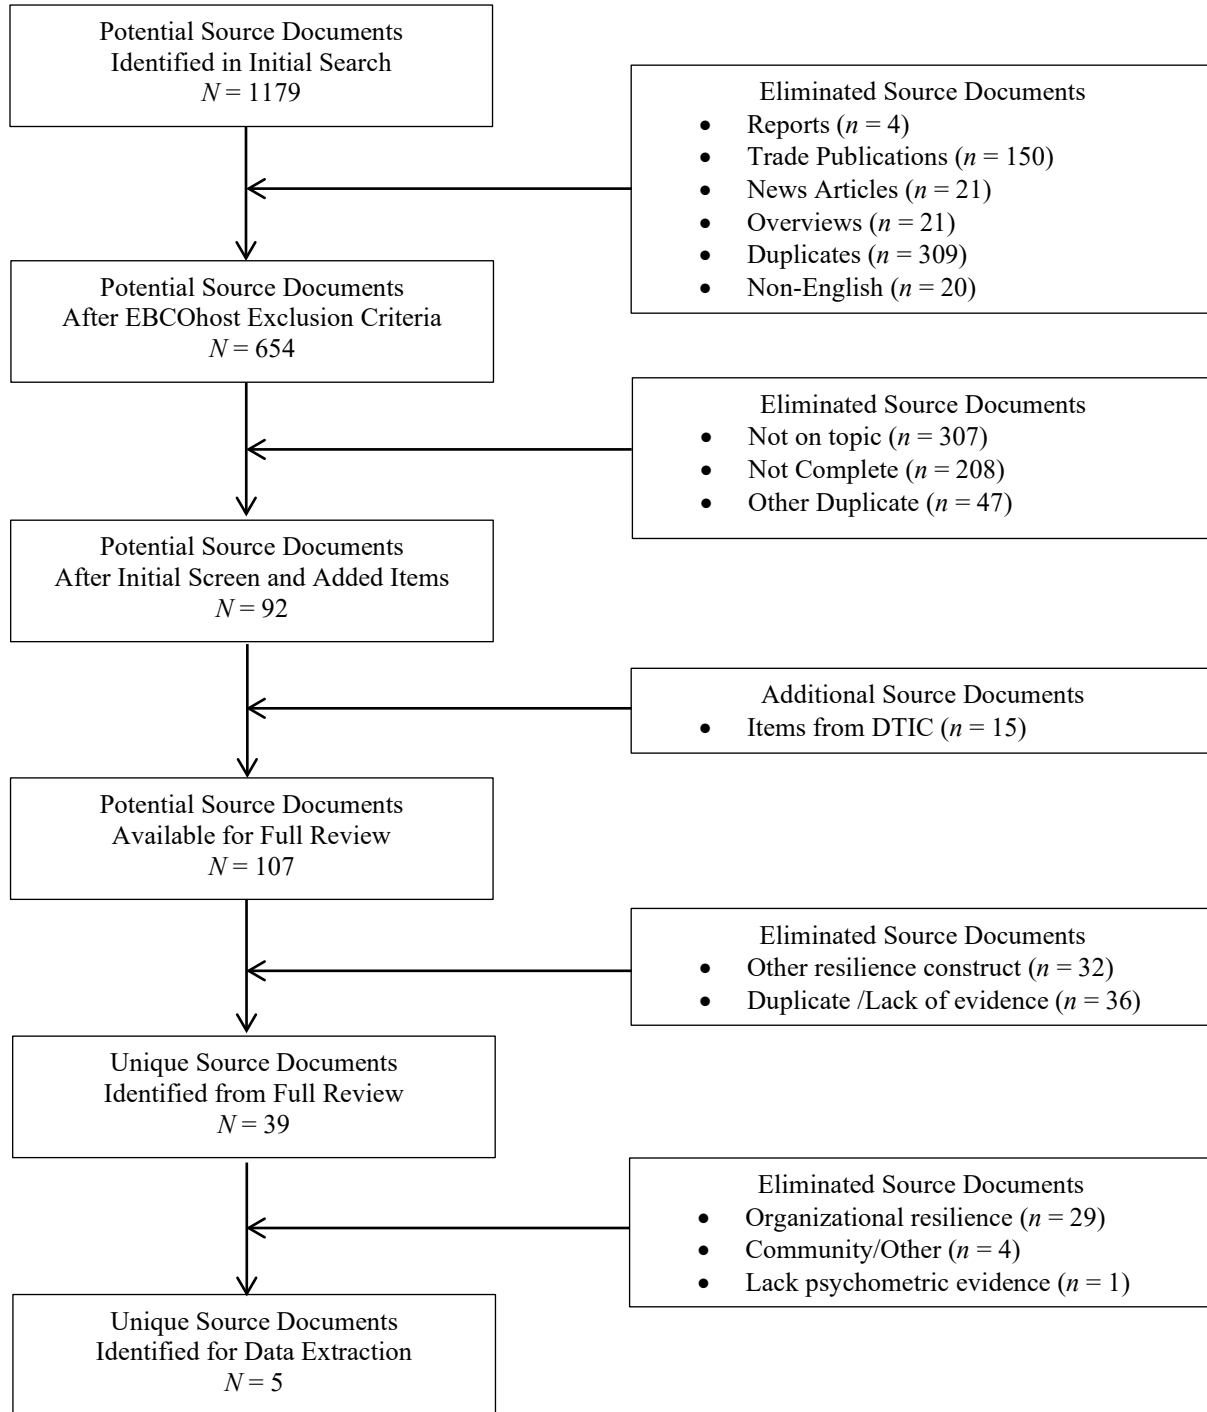 Potential Source Documents
Identified in Initial Search
N = 1179
Eliminated Source Documents
• Reports (n = 4)
• Trade Publications (n = 150)
• News Articles (n = 21)
• Overviews (n = 21)
• Duplicates (n = 309)
• Non-English (n = 20)
Potential Source Documents
After EBCOhost Exclusion Criteria
N = 654
Eliminated Source Documents
• Not on topic (n = 307)
• Not Complete (n = 208)
• Other Duplicate (n = 47)
Potential Source Documents
After Initial Screen and Added Items
N = 92
Additional Source Documents
• Items from DTIC (n = 15)
Potential Source Documents
Available for Full Review
N = 107
Eliminated Source Documents
• Other resilience construct (n = 32)
• Duplicate /Lack of evidence (n = 36)
Unique Source Documents
Identified from Full Review
N = 39
Eliminated Source Documents
• Organizational resilience (n = 29)
• Community/Other (n = 4)
• Lack psychometric evidence (n = 1)
Unique Source Documents
Identified for Data Extraction
N = 5